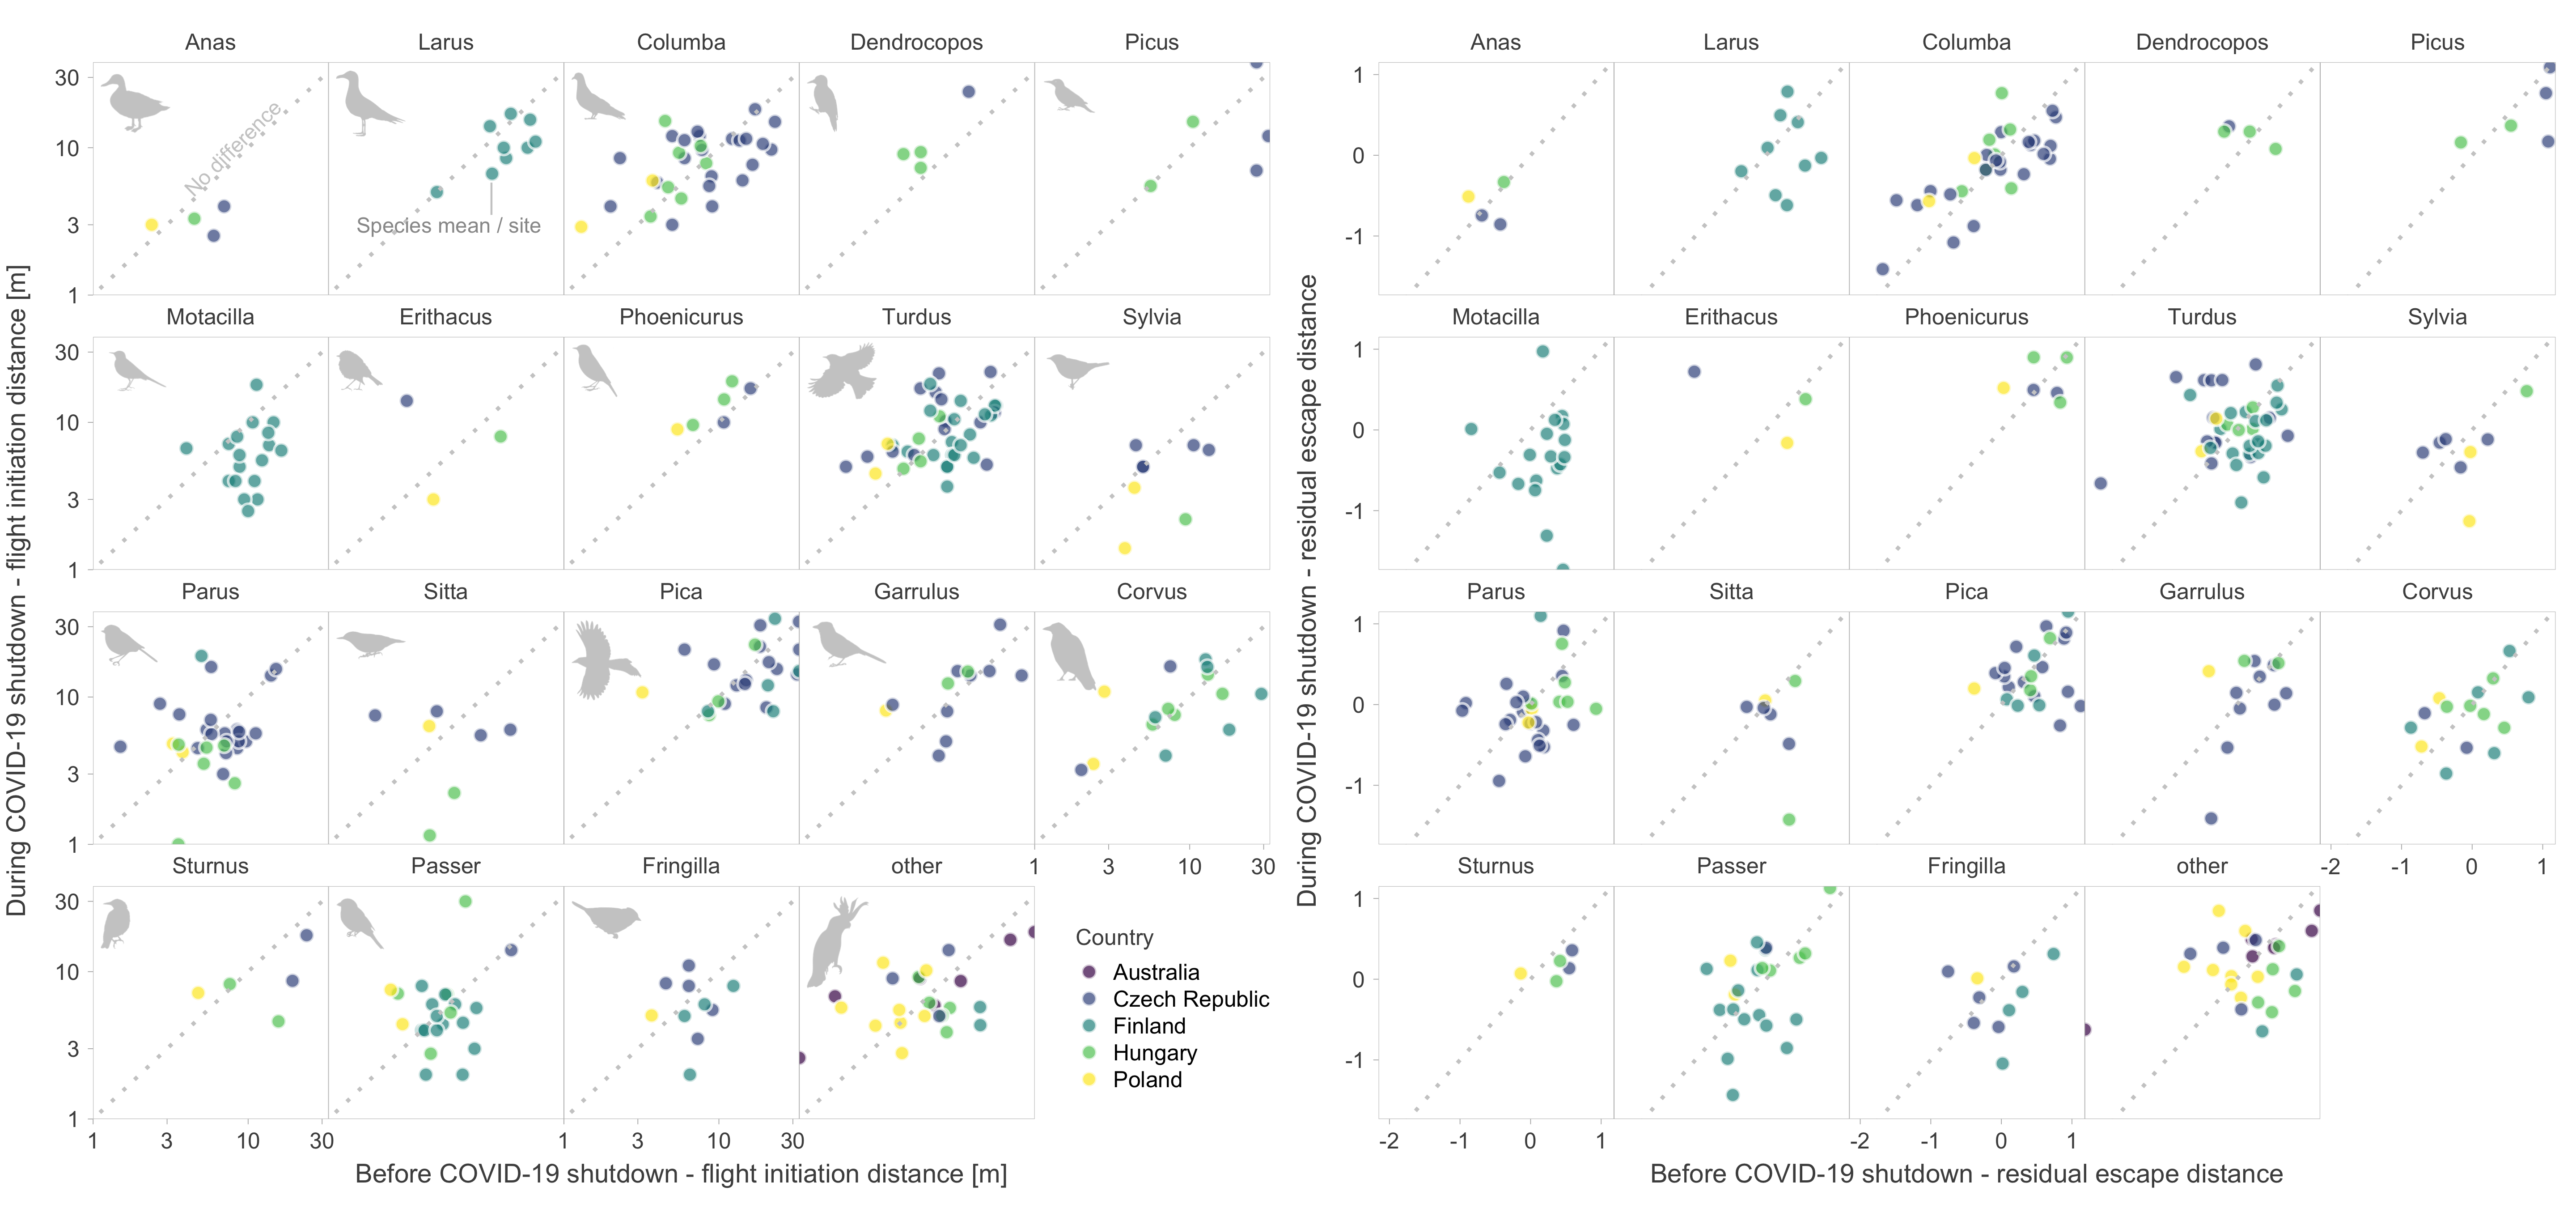 Anas Larus Columba Dendrocopos Picus
30
10
3
1
No difference
Species mean / site
Motacilla Erithacus Phoenicurus Turdus Sylvia
30
10
3
1
Parus Sitta Pica Garrulus Corvus
30
10
3
1
1 3 10 30
Sturnus Passer Fringilla other
30
10
3
1
1 3 10 30 1 3 10 30
Country
Australia
Czech Republic
Finland
Hungary
Poland
During COVID-19 shutdown - flight initiation distance [m]
Before COVID-19 shutdown - flight initiation distance [m]
Anas Larus Columba Dendrocopos Picus
1
0
-1
Motacilla Erithacus Phoenicurus Turdus Sylvia
1
0
-1
Parus Sitta Pica Garrulus Corvus
1
0
-1
-2 -1 0 1
Sturnus Passer Fringilla other
1
0
-1
-2 -1 0 1 -2 -1 0 1
During COVID-19 shutdown - residual escape distance
Before COVID-19 shutdown - residual escape distance